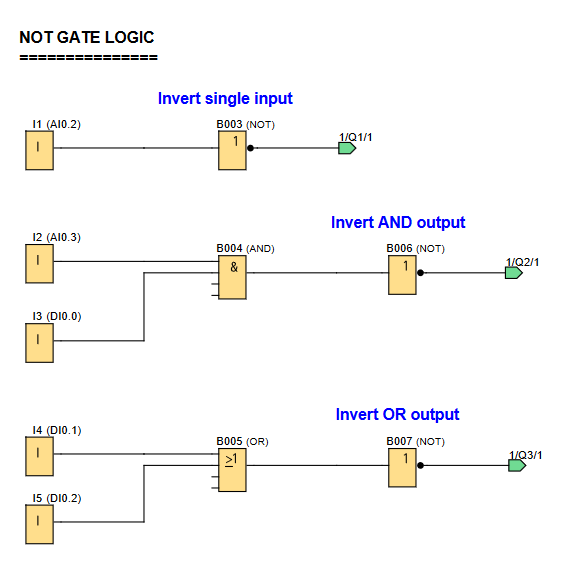 NOT GATE LOGIC
===============
Invert single input
I1 (AI0.2)
B003 (NOT)
I
1
1/Q1/1
Invert AND output
I2 (AI0.3)
B004 (AND)
B006 (NOT)
I
&
1
1/Q2/1
I3 (DI0.0)
I
Invert OR output
I4 (DI0.1)
B005 (OR)
B007 (NOT)
I
≥1
1
1/Q3/1
I5 (DI0.2)
I